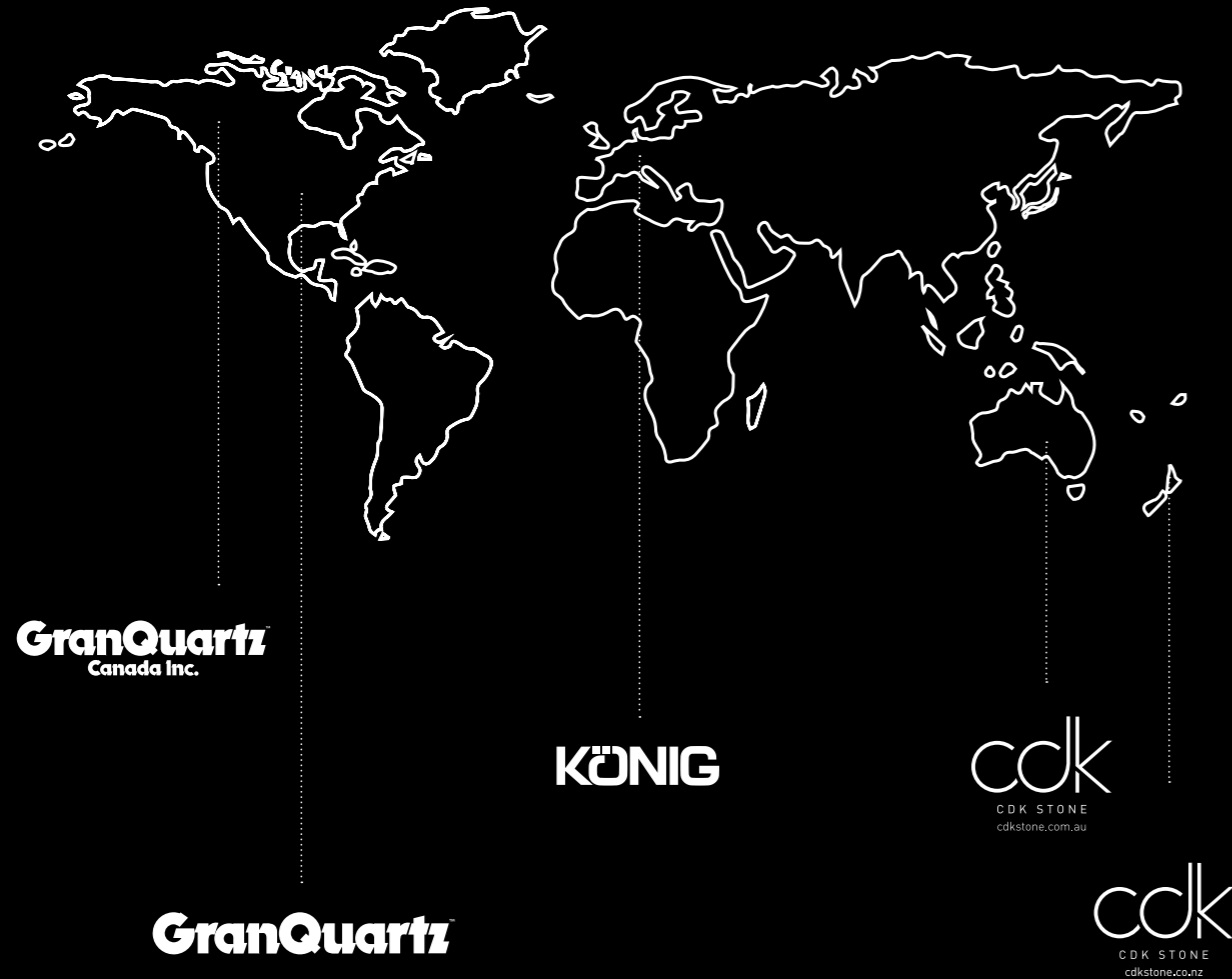 GranQuartz™
Canada Inc.
KÖNIG
cdk
CDK STONE
cdkstone.com.au
cdk
CDK STONE
cdkstone.co.nz
GranQuartz™